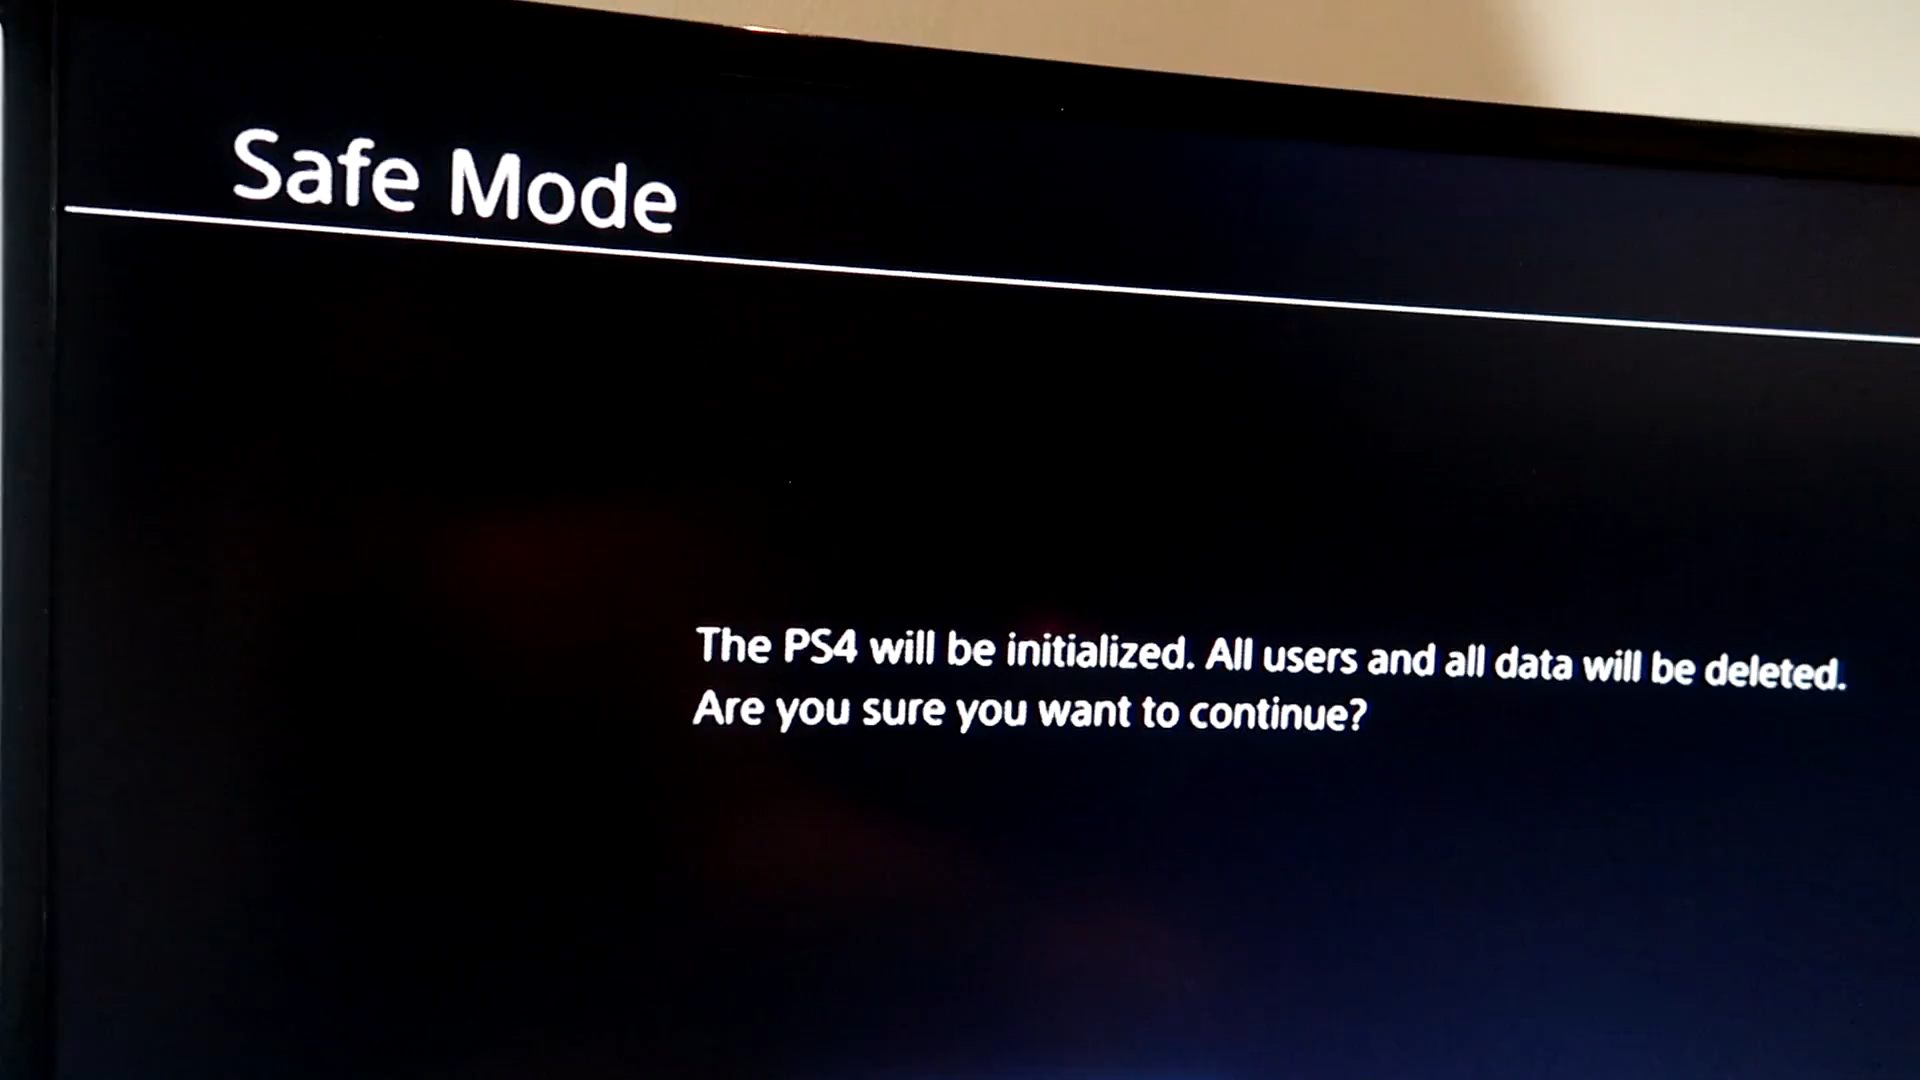 Safe Mode
The PS4 will be initialized. All users and all data will be deleted.
Are you sure you want to continue?